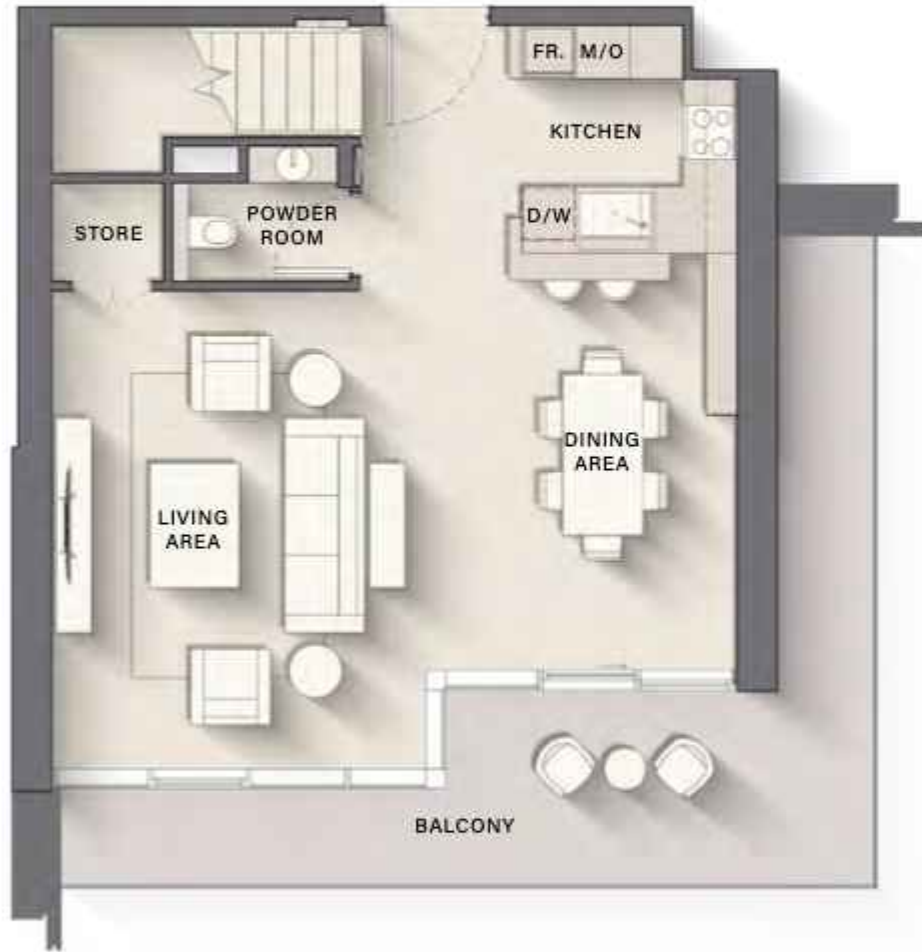 FR. M/O
KITCHEN
D/W
POWDER
ROOM
STORE
DINING
AREA
LIVING
AREA
BALCONY